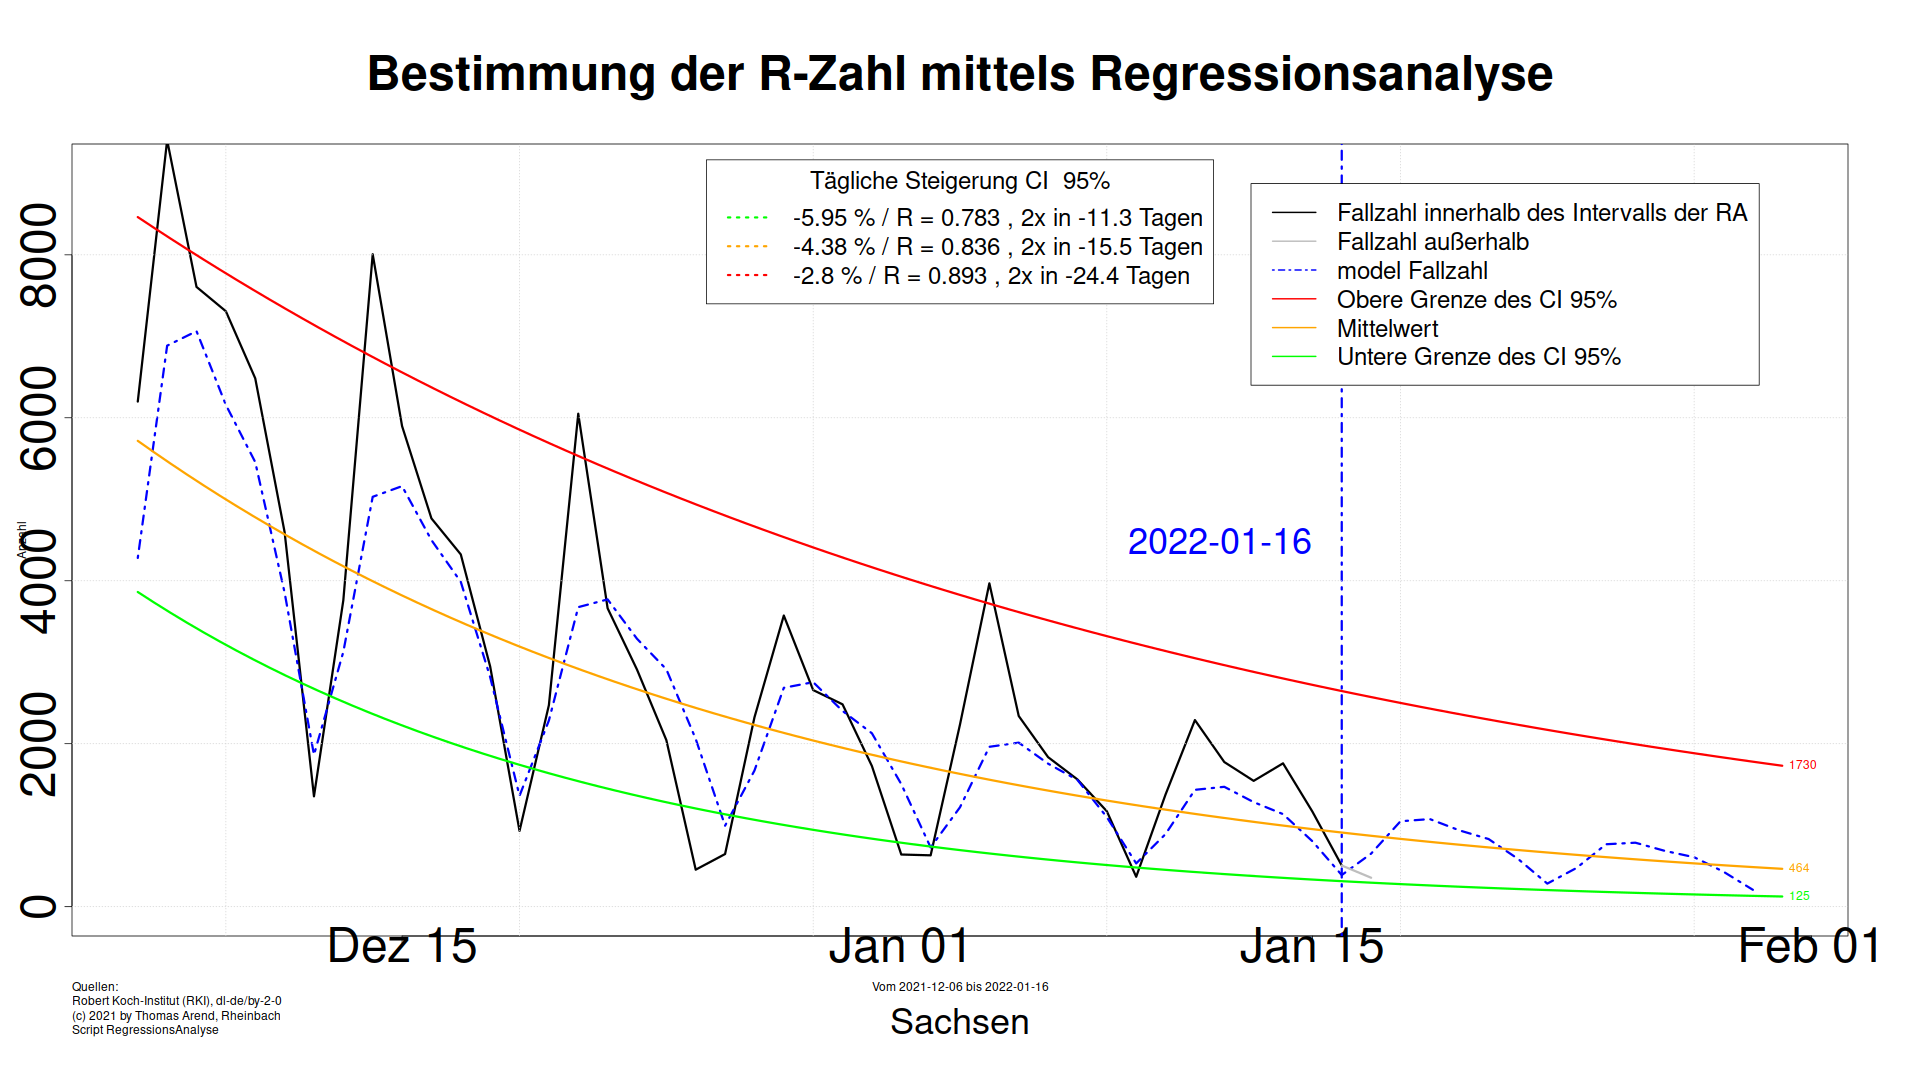 Bestimmung der R-Zahl mittels Regressionsanalyse
Tägliche Steigerung CI  95%
-5.95 % / R = 0.783 , 2x in -11.3 Tagen
-4.38 % / R = 0.836 , 2x in -15.5 Tagen
-2.8 % / R = 0.893 , 2x in -24.4 Tagen
Fallzahl innerhalb des Intervalls der RA
Fallzahl außerhalb
model Fallzahl
Obere Grenze des CI 95%
Mittelwert
Untere Grenze des CI 95%
8000
6000
4000
2000
0
Anzahl
2022-01-16
1730
464
125
Dez 15
Jan 01
Jan 15
Feb 01
Quellen:
Robert Koch-Institut (RKI), dl-de/by-2-0
(c) 2021 by Thomas Arend, Rheinbach
Script RegressionsAnalyse
Vom 2021-12-06 bis 2022-01-16
Sachsen